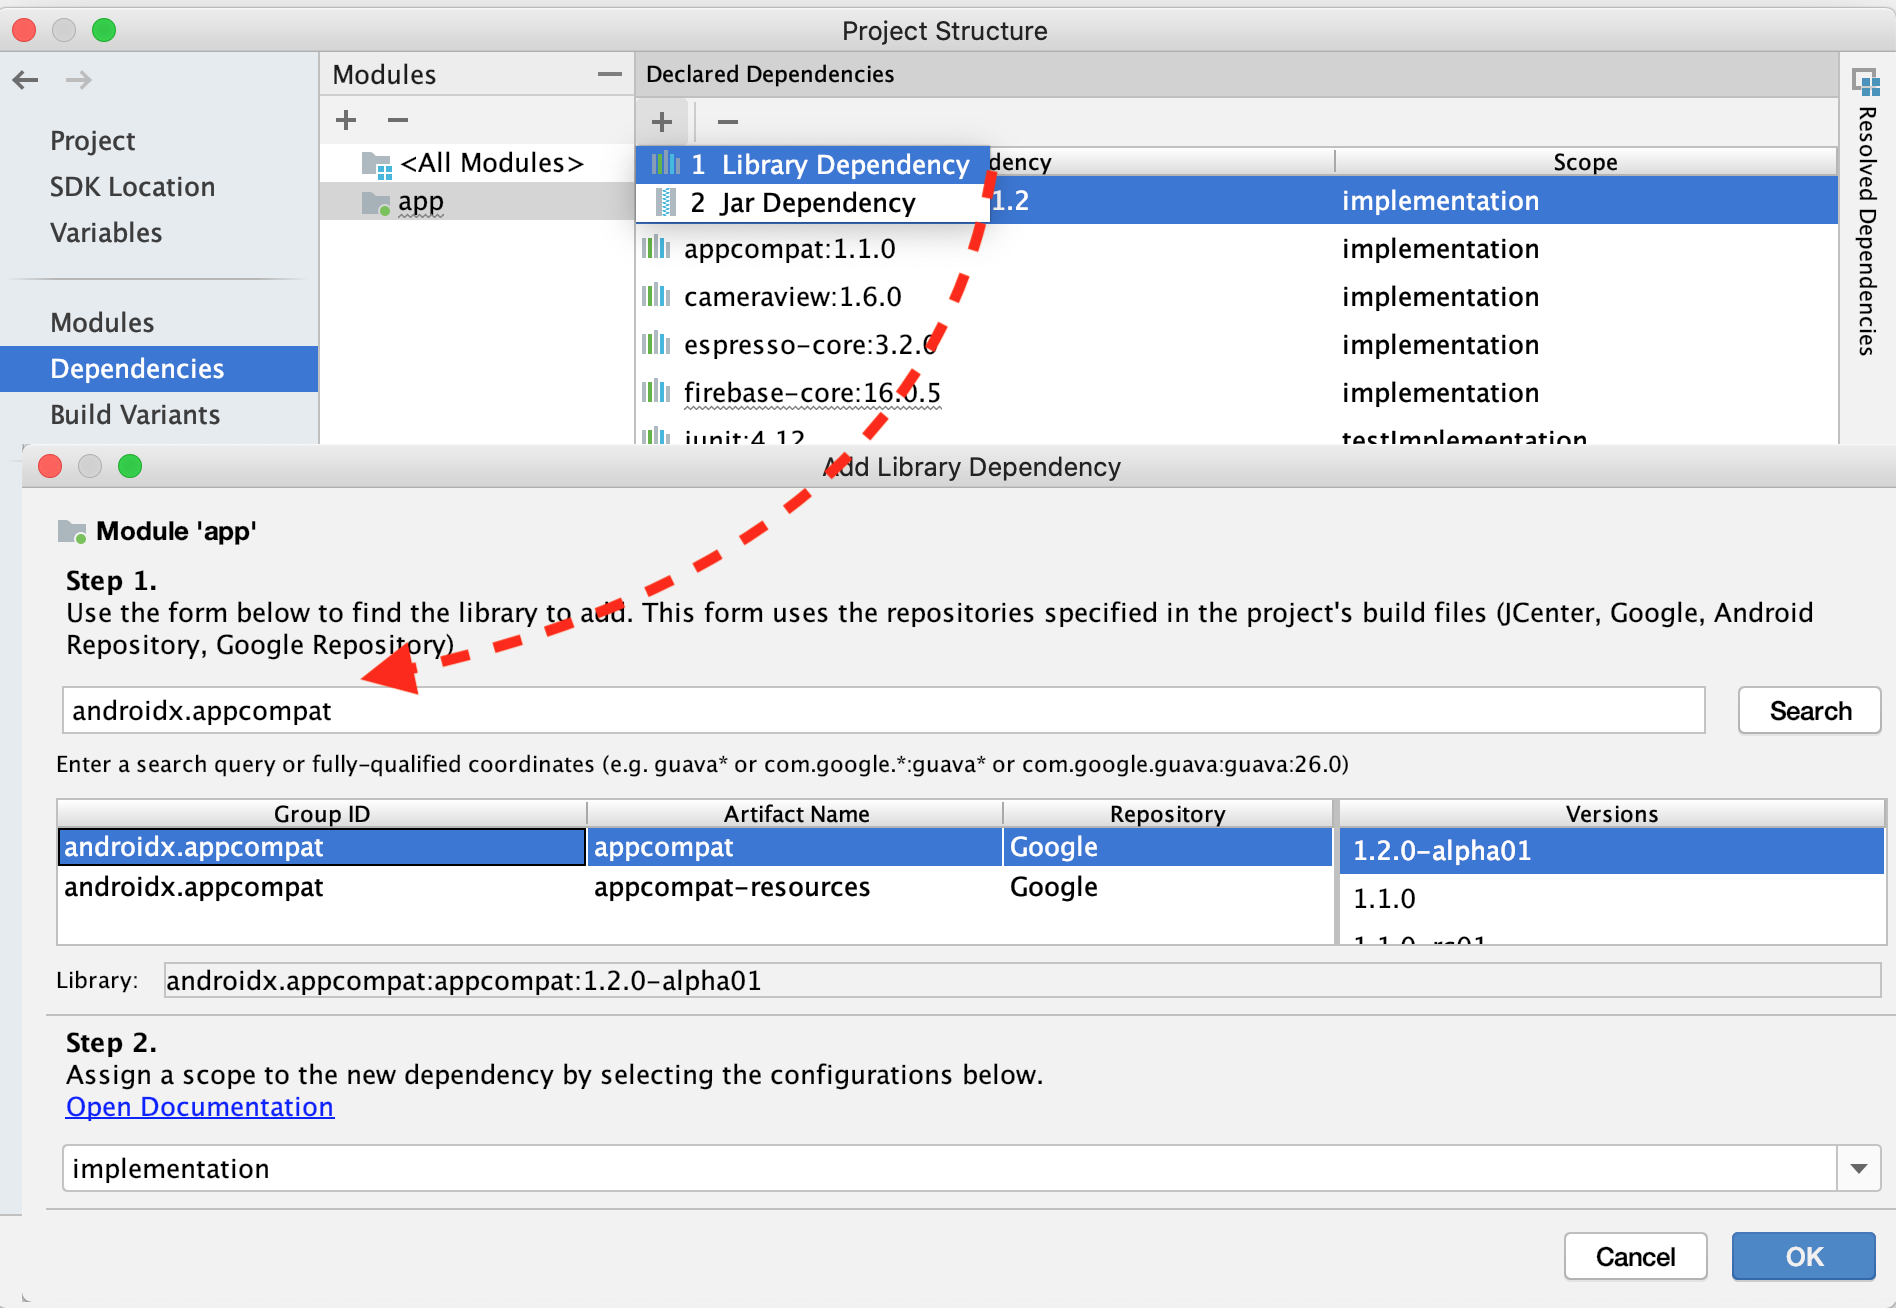 Project Structure
Project
SDK Location
Variables
Modules
Dependencies
Build Variants
Modules
<All Modules>
app
Declared Dependencies
1 Library Dependency
2 Jar Dependency
dency
Scope
1.2
implementation
appcompat:1.1.0
implementation
cameraview:1.6.0
implementation
espresso-core:3.2.0
implementation
firebase-core:16.0.5
implementation
junit:4.12
testImplementation
Resolved Dependencies
Add Library Dependency
Module 'app'
Step 1.
Use the form below to find the library to add. This form uses the repositories specified in the project's build files (JCenter, Google, Android
Repository, Google Repository)
androidx.appcompat
Search
Enter a search query or fully-qualified coordinates (e.g. guava* or com.google.*:guava* or com.google.guava:guava:26.0)
Group ID
Artifact Name
Repository
Versions
androidx.appcompat
appcompat
Google
1.2.0-alpha01
androidx.appcompat
appcompat-resources
Google
1.1.0
1.1.0-rc01
Library:
androidx.appcompat:appcompat:1.2.0-alpha01
Step 2.
Assign a scope to the new dependency by selecting the configurations below.
Open Documentation
implementation
Cancel
OK